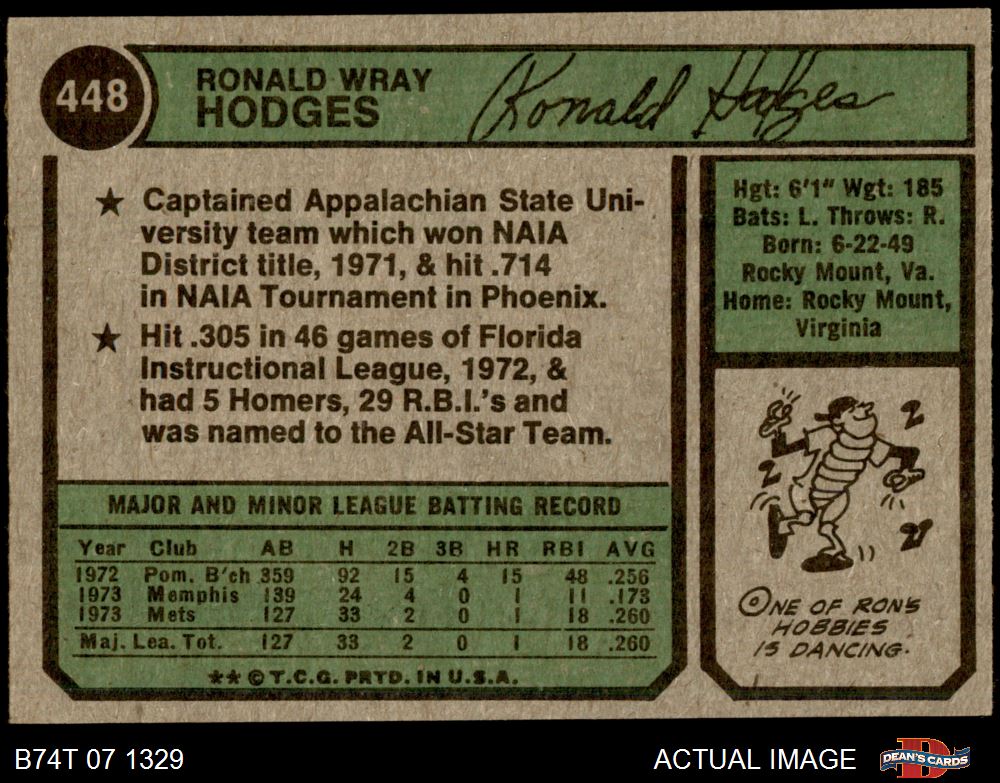 448
RONALD WRAY
HODGES
Ronald Hodges
★ Captained Appalachian State Uni-
versity team which won NAIA
District title, 1971, & hit .714
in NAIA Tournament in Phoenix.
★ Hit .305 in 46 games of Florida
Instructional League, 1972, &
had 5 Homers, 29 R.B.I.'s and
was named to the All-Star Team.
Hgt: 6'1" Wgt: 185
Bats: L. Throws: R.
Born: 6-22-49
Rocky Mount, Va.
Home: Rocky Mount,
Virginia
MAJOR AND MINOR LEAGUE BATTING RECORD
Year Club AB H 2B 3B HR RBI AVG
1972 Pom. B'ch 359 92 15 4 15 48 .256
1973 Memphis 139 24 4 0 1 11 .173
1973 Mets 127 33 2 0 1 18 .260
Maj. Lea. Tot. 127 33 2 0 1 18 .260
★★ © T.C.G. PRTD. IN U.S.A.
ONE OF RON'S
HOBBIES
IS DANCING.
B74T 07 1329
ACTUAL IMAGE
DEAN'S CARDS